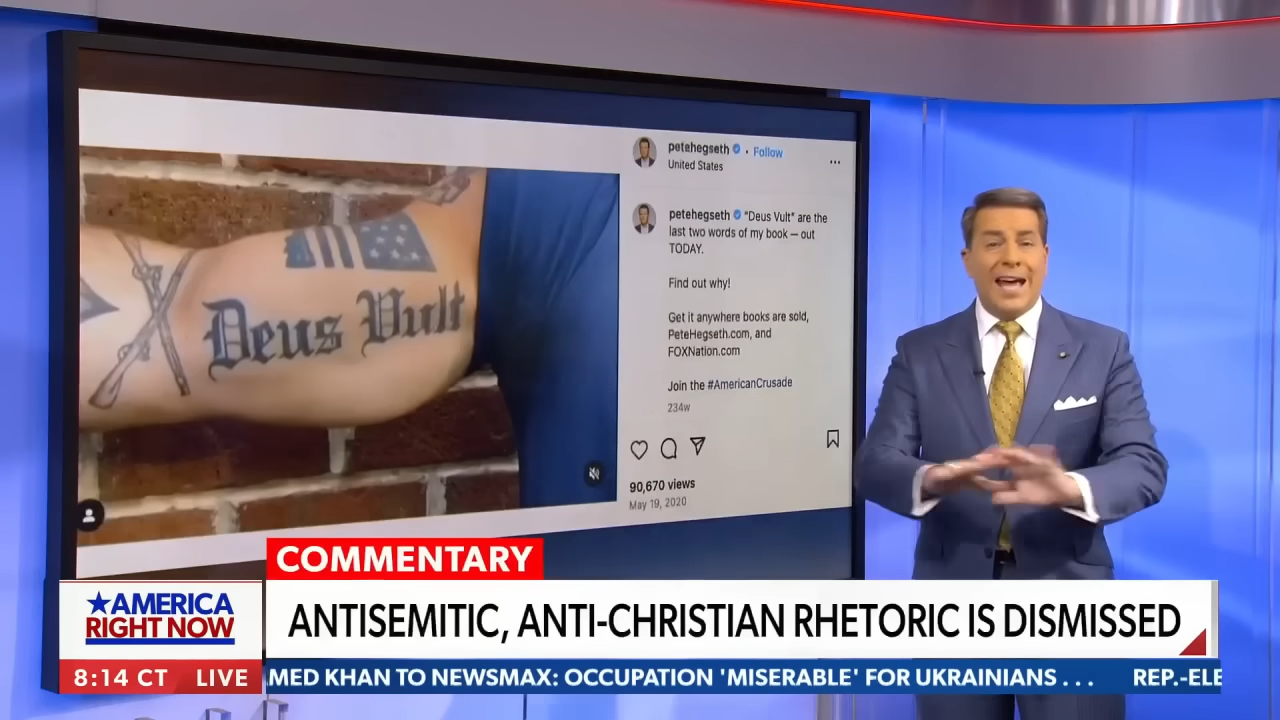 petehegseth • Follow
United States
...
petehegseth "Deus Vult" are the
last two words of my book — out
TODAY.
Find out why!
Get it anywhere books are sold,
PeteHegseth.com, and
FOXNation.com
Join the #AmericanCrusade
234w
90,670 views
May 19, 2020
Deus Vult
COMMENTARY
ANTISEMITIC, ANTI-CHRISTIAN RHETORIC IS DISMISSED
AMERICA
RIGHT NOW
8:14 CT LIVE
MED KHAN TO NEWSMAX: OCCUPATION 'MISERABLE' FOR UKRAINIANS . . . REP.-ELE